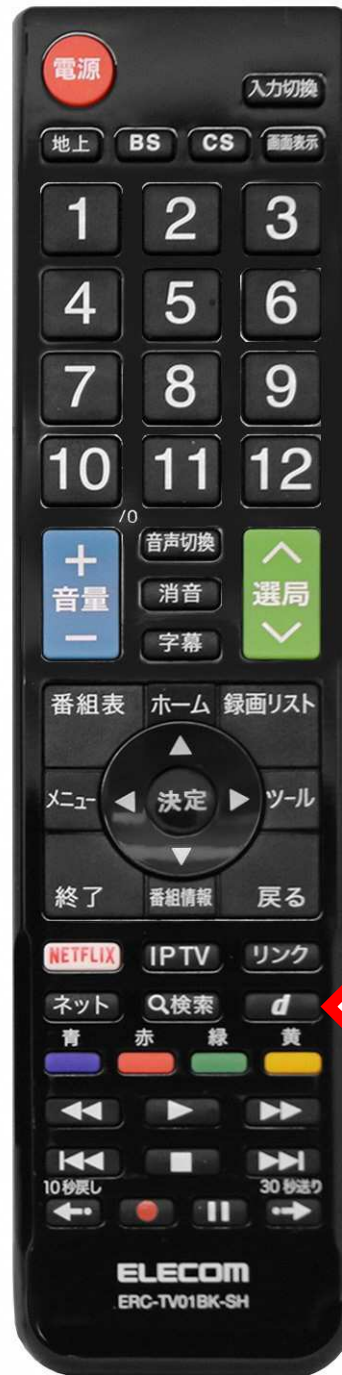 電源
入力切換
地上 BS CS 画面表示
1 2 3
4 5 6
7 8 9
10 11 12
/0
+ 音声切換
音量 消音 選局
− 字幕
番組表 ホーム 録画リスト
メニュー 決定 ツール
終了 番組情報 戻る
NETFLIX IPTV リンク
ネット 検索 d
青 赤 緑 黄
10秒戻し 30秒送り
ELECOM
ERC-TV01BK-SH